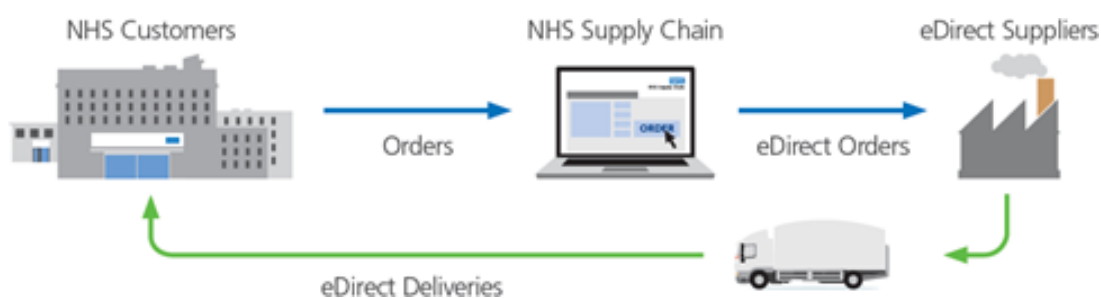 NHS Customers
NHS Supply Chain
eDirect Suppliers
ORDER
Orders
eDirect Orders
eDirect Deliveries